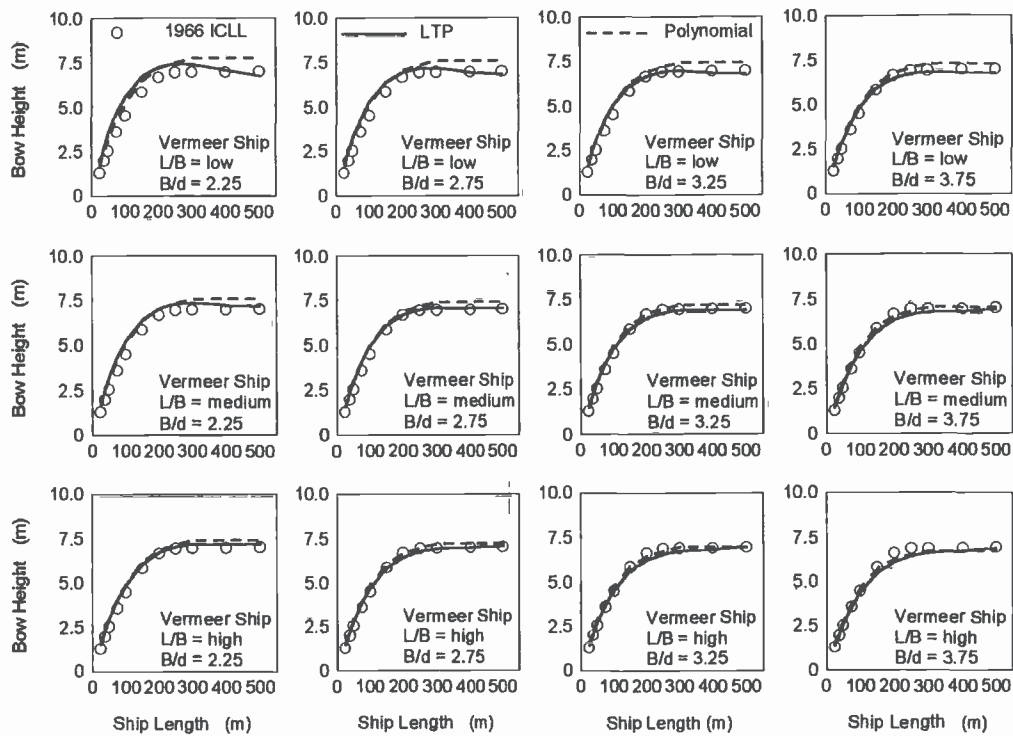 1966 ICLL LTP Polynomial
Bow Height (m)
10.0 10.0 10.0 10.0
7.5 7.5 7.5 7.5
5.0 5.0 5.0 5.0
2.5 2.5 2.5 2.5
0 0 0 0
Vermeer Ship Vermeer Ship Vermeer Ship Vermeer Ship
L/B = low L/B = low L/B = low L/B = low
B/d = 2.25 B/d = 2.75 B/d = 3.25 B/d = 3.75
0 100 200 300 400 500 0 100 200 300 400 500 0 100 200 300 400 500 0 100 200 300 400 500
Bow Height (m)
10.0 10.0 10.0 10.0
7.5 7.5 7.5 7.5
5.0 5.0 5.0 5.0
2.5 2.5 2.5 2.5
0 0 0 0
Vermeer Ship Vermeer Ship Vermeer Ship Vermeer Ship
L/B = medium L/B = medium L/B = medium L/B = medium
B/d = 2.25 B/d = 2.75 B/d = 3.25 B/d = 3.75
0 100 200 300 400 500 0 100 200 300 400 500 0 100 200 300 400 500 0 100 200 300 400 500
Bow Height (m)
10.0 10.0 10.0 10.0
7.5 7.5 7.5 7.5
5.0 5.0 5.0 5.0
2.5 2.5 2.5 2.5
0 0 0 0
Vermeer Ship Vermeer Ship Vermeer Ship Vermeer Ship
L/B = high L/B = high L/B = high L/B = high
B/d = 2.25 B/d = 2.75 B/d = 3.25 B/d = 3.75
0 100 200 300 400 500 0 100 200 300 400 500 0 100 200 300 400 500 0 100 200 300 400 500
Ship Length (m) Ship Length (m) Ship Length (m) Ship Length (m)